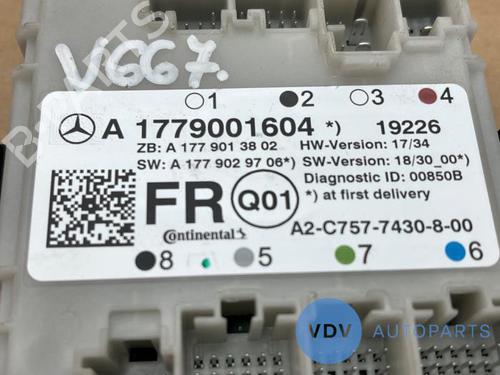 V667.
1 2 3 4
A 1779001604 *) 19226
ZB: A 177 901 38 02 HW-Version: 17/34
SW: A 177 902 97 06*) SW-Version: 18/30_00*)
Diagnostic ID: 00850B
FR Q01 *) at first delivery
Continental A2-C757-7430-8-00
8 5 7 6
VDV AUTOPARTS